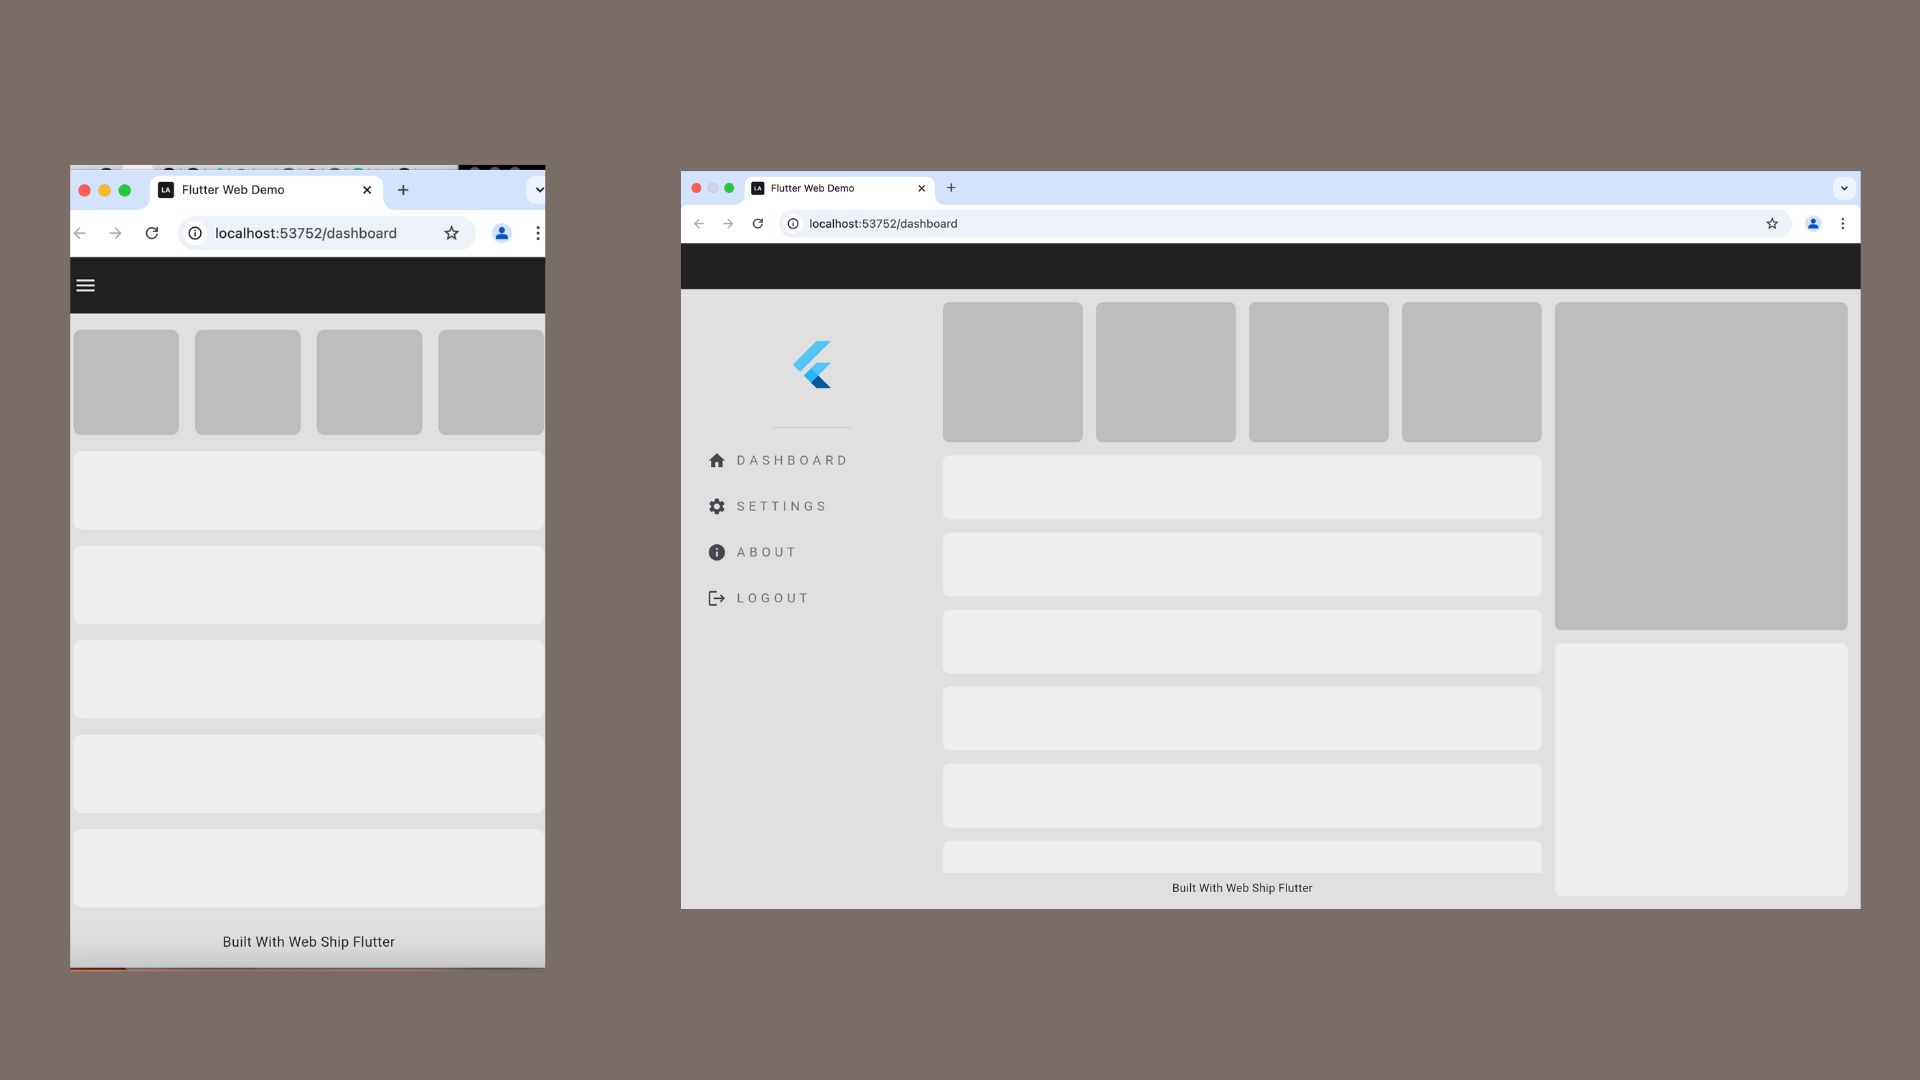 LA Flutter Web Demo
localhost:53752/dashboard
Built With Web Ship Flutter
LA Flutter Web Demo
localhost:53752/dashboard
DASHBOARD
SETTINGS
ABOUT
LOGOUT
Built With Web Ship Flutter